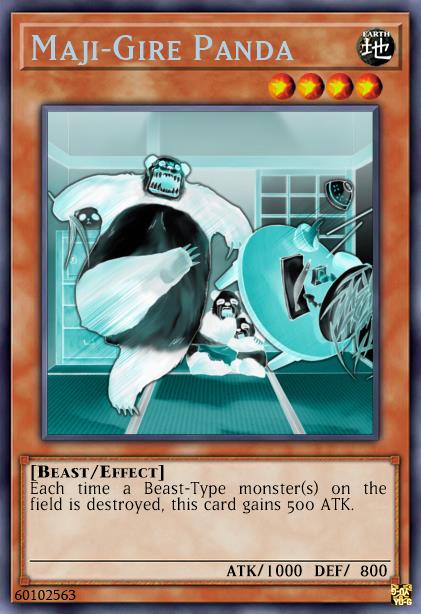 Maji-Gire Panda
EARTH
地
[Beast/Effect]
Each time a Beast-Type monster(s) on the
field is destroyed, this card gains 500 ATK.
ATK/1000 DEF/ 800
60102563